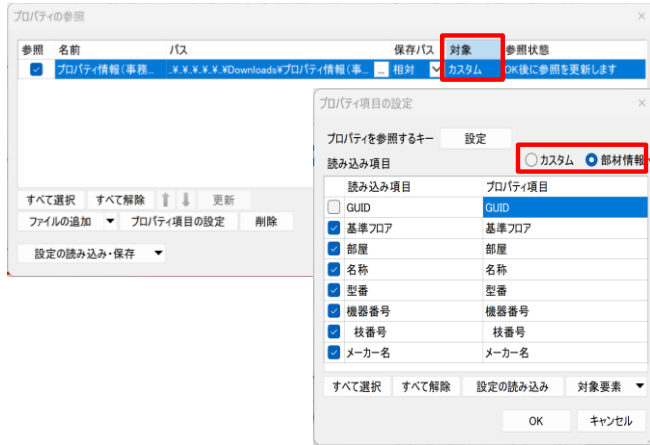 プロパティの参照
参照 名前 パス 保存パス 対象 参照状態
プロパティ情報(事務... ..¥..¥..¥..¥..¥Downloads¥プロパティ情報(事... ... 相対 カスタム OK後に参照を更新します
すべて選択 すべて解除 更新
ファイルの追加 プロパティ項目の設定 削除
設定の読み込み・保存
プロパティ項目の設定
プロパティを参照するキー 設定
読み込み項目 カスタム 部材情報
読み込み項目 プロパティ項目
GUID GUID
基準フロア 基準フロア
部屋 部屋
名称 名称
型番 型番
機器番号 機器番号
枝番号 枝番号
メーカー名 メーカー名
すべて選択 すべて解除 設定の読み込み 対象要素
OK キャンセル